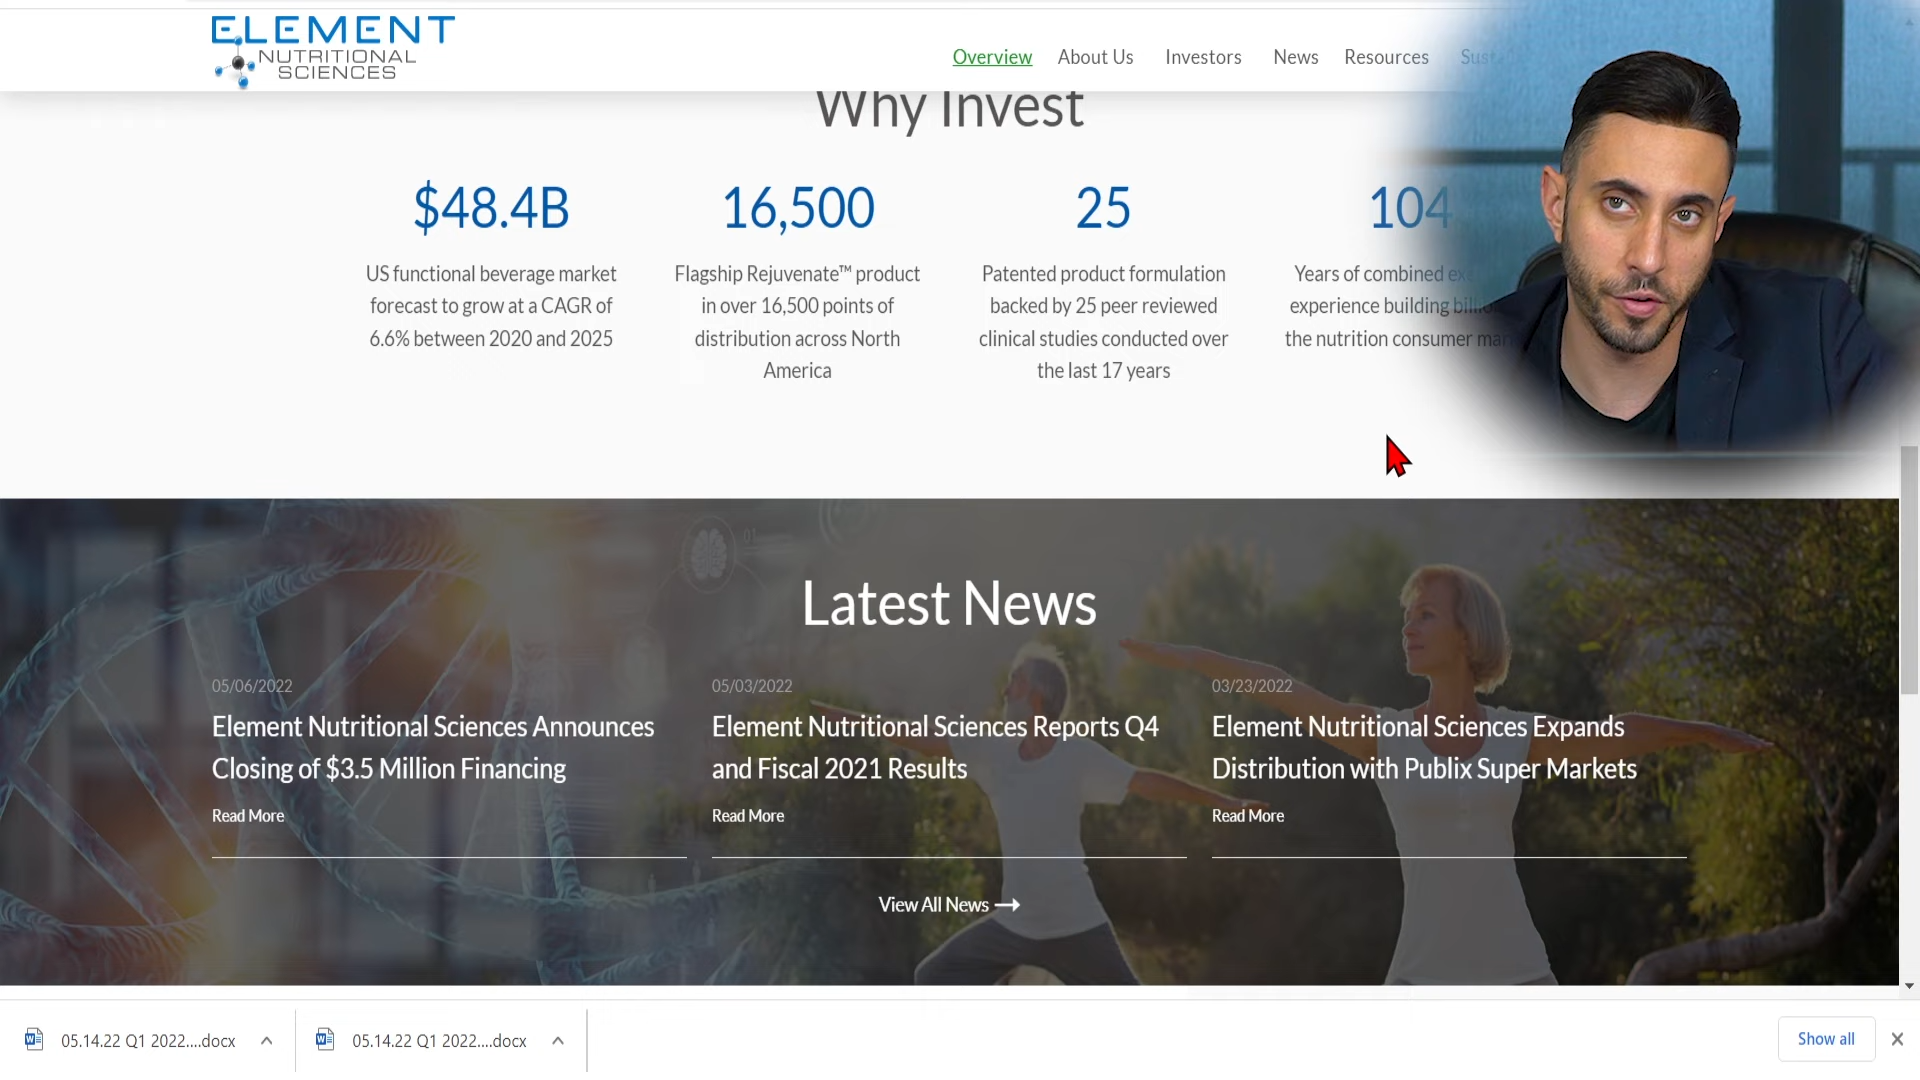 ELEMENT
NUTRITIONAL
SCIENCES
Overview About Us Investors News Resources
Why Invest
$48.4B 16,500 25 104
US functional beverage market
forecast to grow at a CAGR of
6.6% between 2020 and 2025
Flagship Rejuvenate™ product
in over 16,500 points of
distribution across North
America
Patented product formulation
backed by 25 peer reviewed
clinical studies conducted over
the last 17 years
Years of combined
experience building
the nutrition consumer
01
Latest News
05/06/2022
Element Nutritional Sciences Announces
Closing of $3.5 Million Financing
Read More
05/03/2022
Element Nutritional Sciences Reports Q4
and Fiscal 2021 Results
Read More
03/23/2022
Element Nutritional Sciences Expands
Distribution with Publix Super Markets
Read More
View All News
05.14.22 Q1 2022....docx 05.14.22 Q1 2022....docx Show all